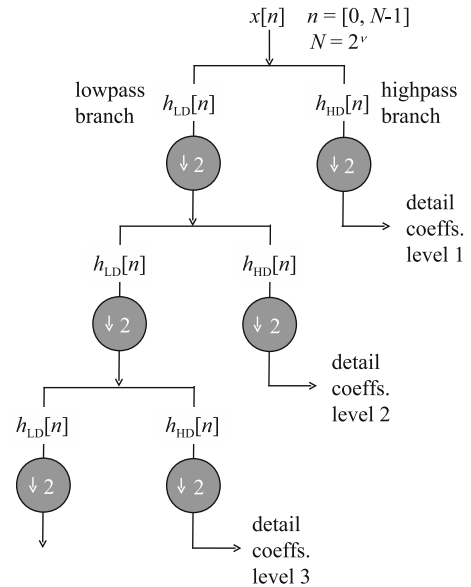 x[n] n = [0, N-1]
N = 2^ν
lowpass
branch
h_LD[n]
h_HD[n]
highpass
branch
↓ 2
↓ 2
detail
coeffs.
level 1
h_LD[n]
h_HD[n]
↓ 2
↓ 2
detail
coeffs.
level 2
h_LD[n]
h_HD[n]
↓ 2
↓ 2
detail
coeffs.
level 3